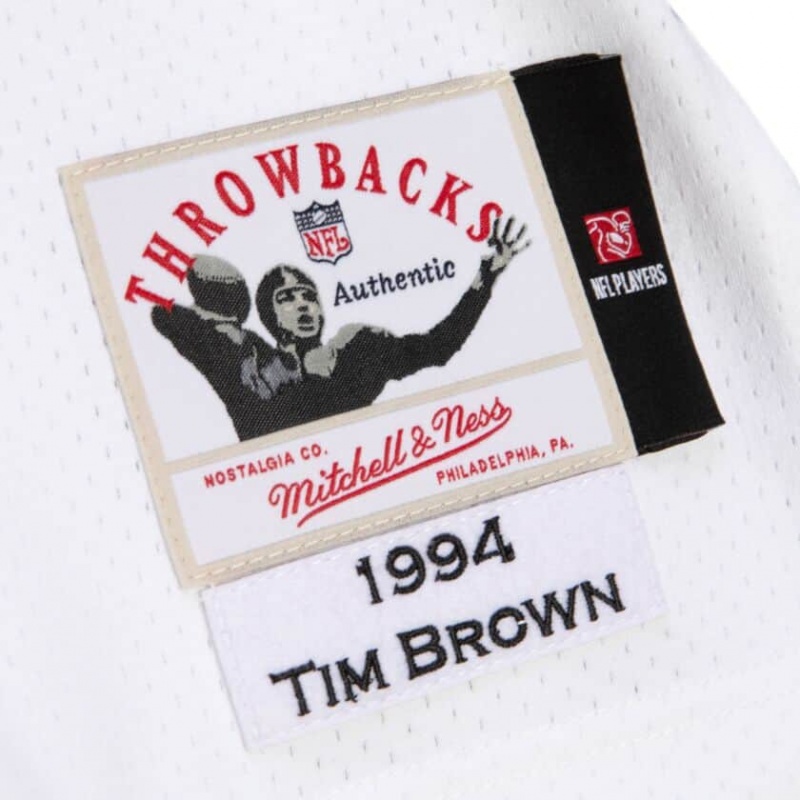 THROWBACKS
NFL
Authentic
NFL PLAYERS
NOSTALGIA CO.
Mitchell & Ness
PHILADELPHIA, PA.
1994
TIM BROWN